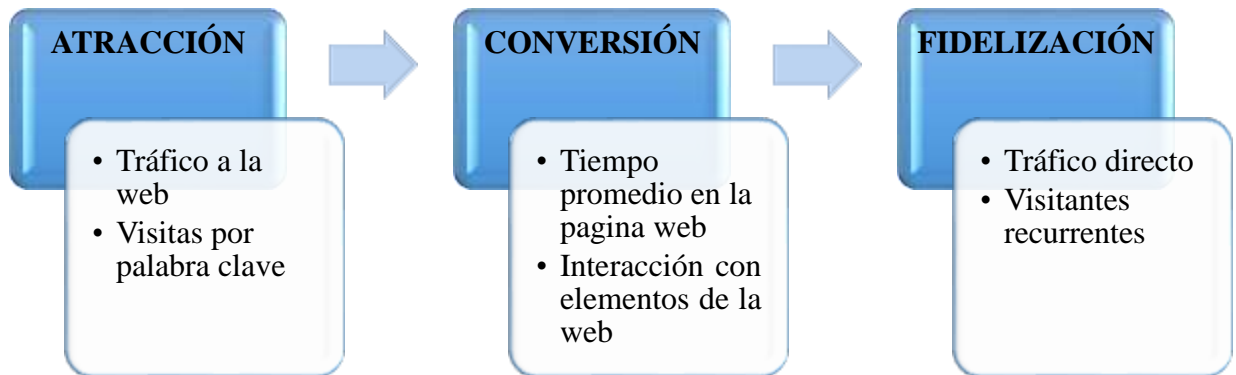 ATRACCIÓN
• Tráfico a la
web
• Visitas por
palabra clave
CONVERSIÓN
• Tiempo
promedio en la
pagina web
• Interacción con
elementos de la
web
FIDELIZACIÓN
• Tráfico directo
• Visitantes
recurrentes